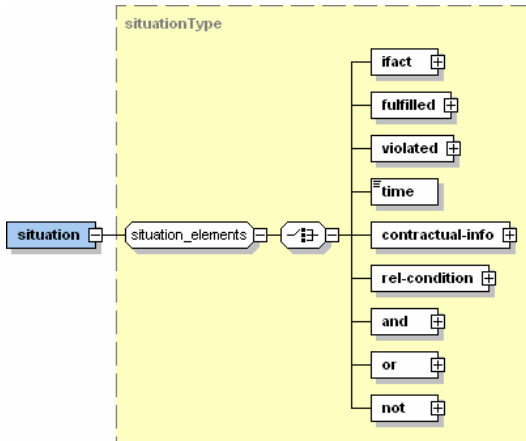 situationType
ifact
fulfilled
violated
time
situation
situation_elements
contractual-info
rel-condition
and
or
not